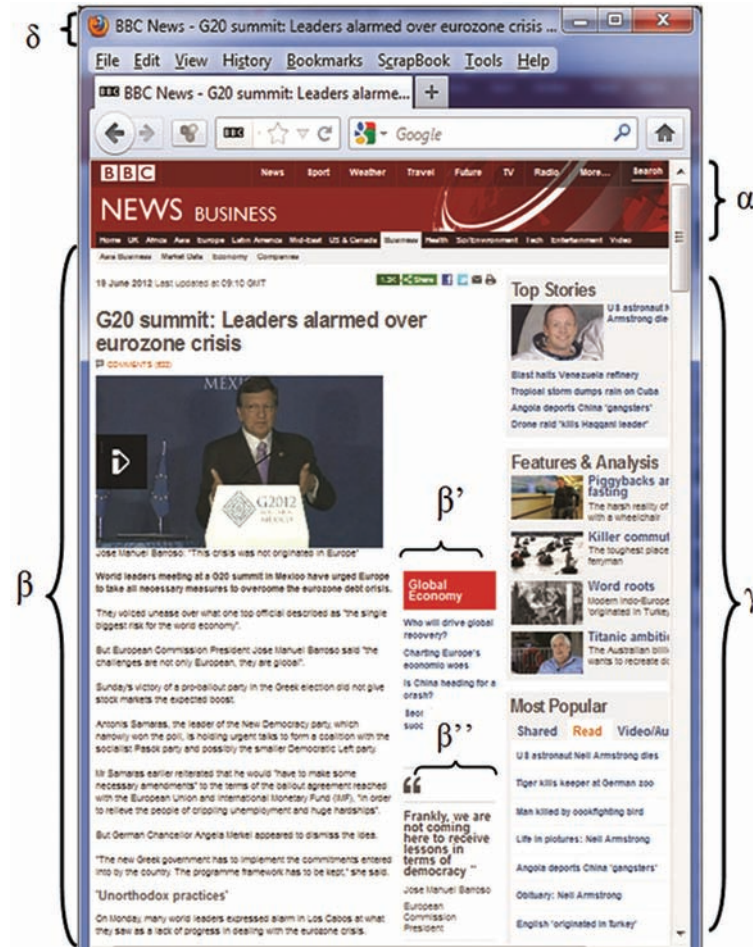 δ
BBC News - G20 summit: Leaders alarmed over eurozone crisis ...
File Edit View History Bookmarks ScrapBook Tools Help
BBC BBC News - G20 summit: Leaders alarme... +
BBC Google
BBC News Sport Weather Travel Future TV Radio More... Search
α
NEWS BUSINESS
Home UK Africa Asia Europe Latin America Mid-East US & Canada Business Health Sci/Environment Tech Entertainment Video
Asia Business Market Data Economy Companies
19 June 2012 Last updated at 09:10 GMT
Share
G20 summit: Leaders alarmed over
eurozone crisis
COMMENTS
MEXICO
G2012
MEXICO
Jose Manuel Barroso: "This crisis was not originated in Europe"
β
World leaders meeting at a G20 summit in Mexico have urged Europe
to take all necessary measures to overcome the eurozone debt crisis.
They voiced unease over what one top official described as "the single
biggest risk for the world economy".
But European Commission President Jose Manuel Barroso said "the
challenges are not only European, they are global".
Sunday's victory of a pro-bailout party in the Greek election did not give
stock markets the expected boost.
Antonis Samaras, the leader of the New Democracy party, which
narrowly won the poll, is holding urgent talks to form a coalition with the
socialist Pasok party and possibly the smaller Democratic Left party.
Mr Samaras earlier reiterated that he would "have to make some
necessary amendments" to the terms of the bailout agreement reached
with the European Union and International Monetary Fund (IMF), "in order
to relieve the people of crippling unemployment and huge hardships".
But German Chancellor Angela Merkel appeared to dismiss the idea.
"The new Greek government has to implement the commitments entered
into by the country. The programme framework has to be kept," she said.
'Unorthodox practices'
On Monday, many world leaders expressed alarm in Los Cabos at what
they saw as a lack of progress in dealing with the eurozone crisis.
β'
Global
Economy
Who will drive global
recovery?
Charting Europe's
economic woes
Is China heading for a
crash?
β''
“
Frankly, we are
not coming
here to receive
lessons in
terms of
democracy ”
Jose Manuel Barroso
European
Commission
President
γ
Top Stories
US astronaut N
Armstrong die
Blast halts Venezuela refinery
Tropical storm dumps rain on Cuba
Angola deports China 'gangsters'
Drone raid 'kills Haqqani leader'
Features & Analysis
Piggybacks an
fasting
The harsh reality of
with a wheelchair
Killer commut
The toughest place
ferryman
Word roots
Modern Indo-Europe
'originated in Turkey
Titanic ambitio
The Australian billi
wants to recreate do
Most Popular
Shared Read Video/Au
US astronaut Neil Armstrong dies
Tiger kills keeper at German zoo
Man killed by cockfighting bird
Life in pictures: Neil Armstrong
Angola deports China 'gangsters'
Obituary: Neil Armstrong
English 'originated in Turkey'